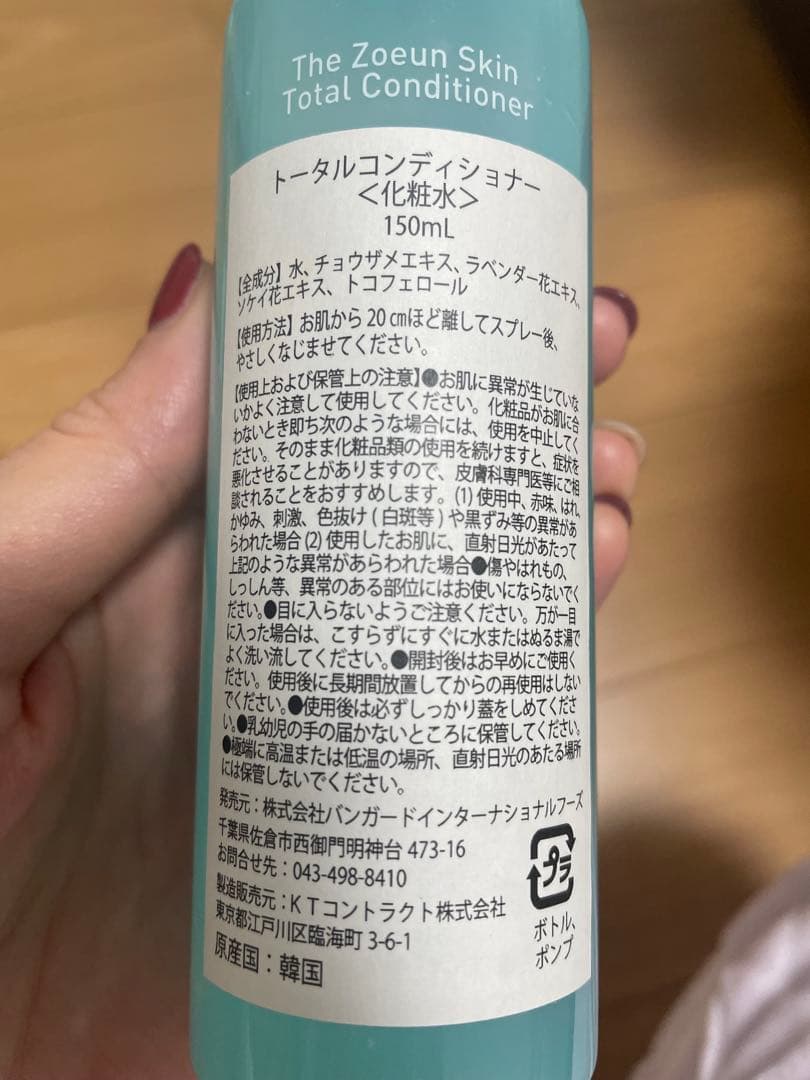 The Zoeun Skin
Total Conditioner
トータルコンディショナー
＜化粧水＞
150mL
【全成分】水、チョウザメエキス、ラベンダー花エキス、
ソケイ花エキス、トコフェロール
【使用方法】お肌から20㎝ほど離してスプレー後、
やさしくなじませてください。
【使用上および保管上の注意】●お肌に異常が生じていな
いかよく注意して使用してください。化粧品がお肌に合
わないとき即ち次のような場合には、使用を中止してく
ださい。そのまま化粧品類の使用を続けますと、症状を
悪化させることがありますので、皮膚科専門医等にご相
談されることをおすすめします。(1)使用中、赤味、はれ、
かゆみ、刺激、色抜け(白斑等)や黒ずみ等の異常があ
らわれた場合(2)使用したお肌に、直射日光があたって
上記のような異常があらわれた場合●傷やはれもの、
しっしん等、異常のある部位にはお使いにならないでく
ださい。●目に入らないようご注意ください。万が一目
に入った場合は、こすらずにすぐに水またはぬるま湯で
よく洗い流してください。●開封後はお早めにご使用く
ださい。使用後に長期間放置してからの再使用はしない
でください。●使用後は必ずしっかり蓋をしめてくださ
い。●乳幼児の手の届かないところに保管してください。
●極端に高温または低温の場所、直射日光のあたる場所
には保管しないでください。
発売元：株式会社バンガードインターナショナルフーズ
千葉県佐倉市西御門明神台473-16
お問合せ先：043-498-8410
製造販売元：KTコントラクト株式会社
東京都江戸川区臨海町3-6-1
原産国：韓国
プラ
ボトル、
ポンプ